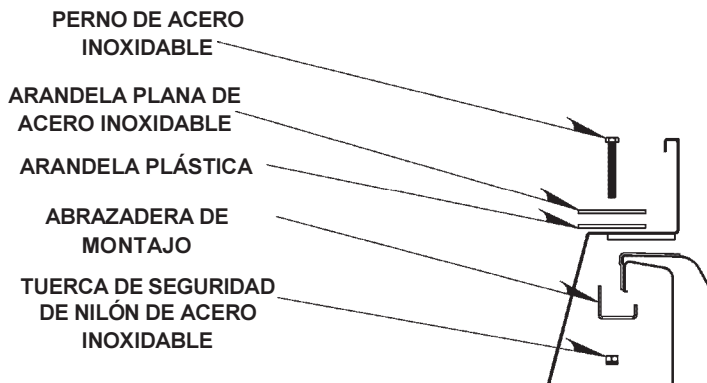 PERNO DE ACERO
INOXIDABLE
ARANDELA PLANA DE
ACERO INOXIDABLE
ARANDELA PLÁSTICA
ABRAZADERA DE
MONTAJO
TUERCA DE SEGURIDAD
DE NILÓN DE ACERO
INOXIDABLE